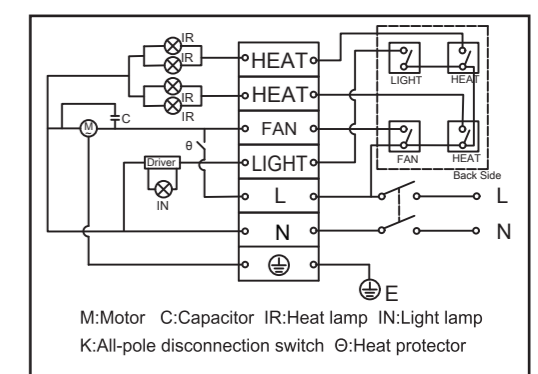 IR
IR
IR
IR
C
M
~
θ
Driver
IN
HEAT
HEAT
FAN
LIGHT
L
N
LIGHT
HEAT
FAN
HEAT
Back Side
L
N
E
M:Motor C:Capacitor IR:Heat lamp IN:Light lamp
K:All-pole disconnection switch Θ:Heat protector